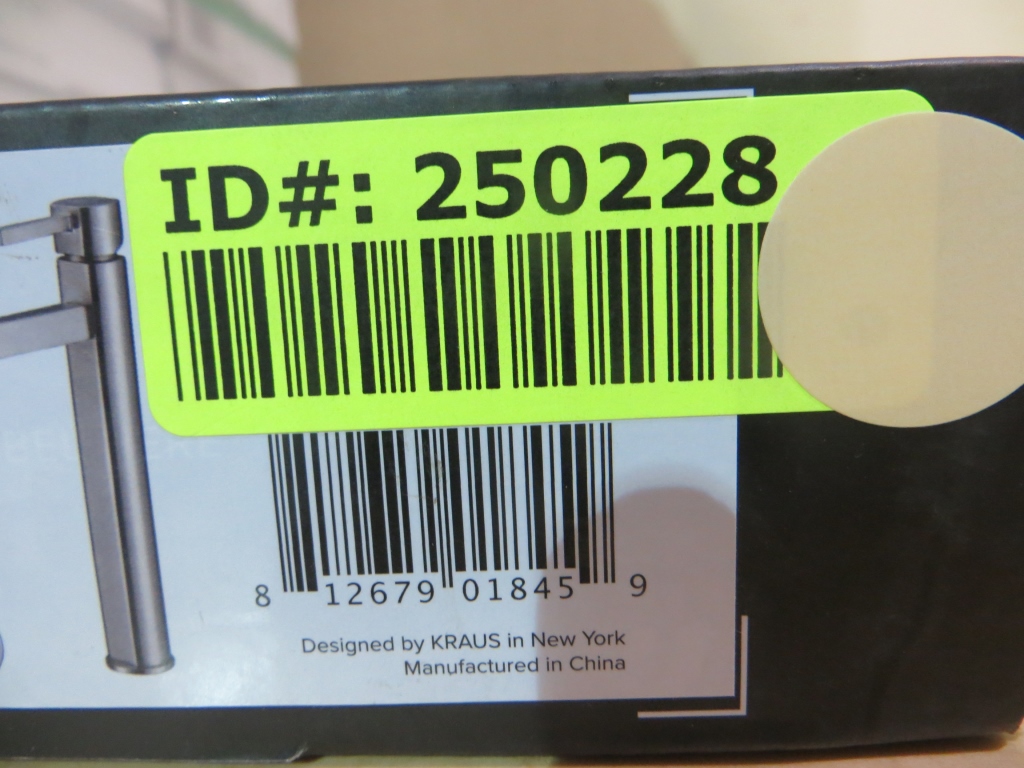 ID#: 250228
8 12679 01845 9
Designed by KRAUS in New York
Manufactured in China